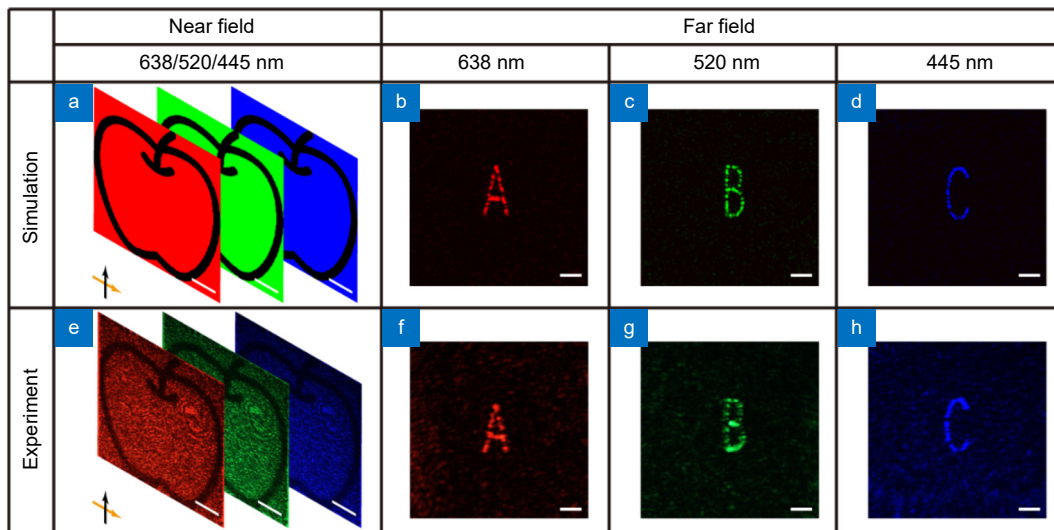 Near field Far field
638/520/445 nm 638 nm 520 nm 445 nm
Simulation
a b c d
A B C
Experiment
e f g h
A B C